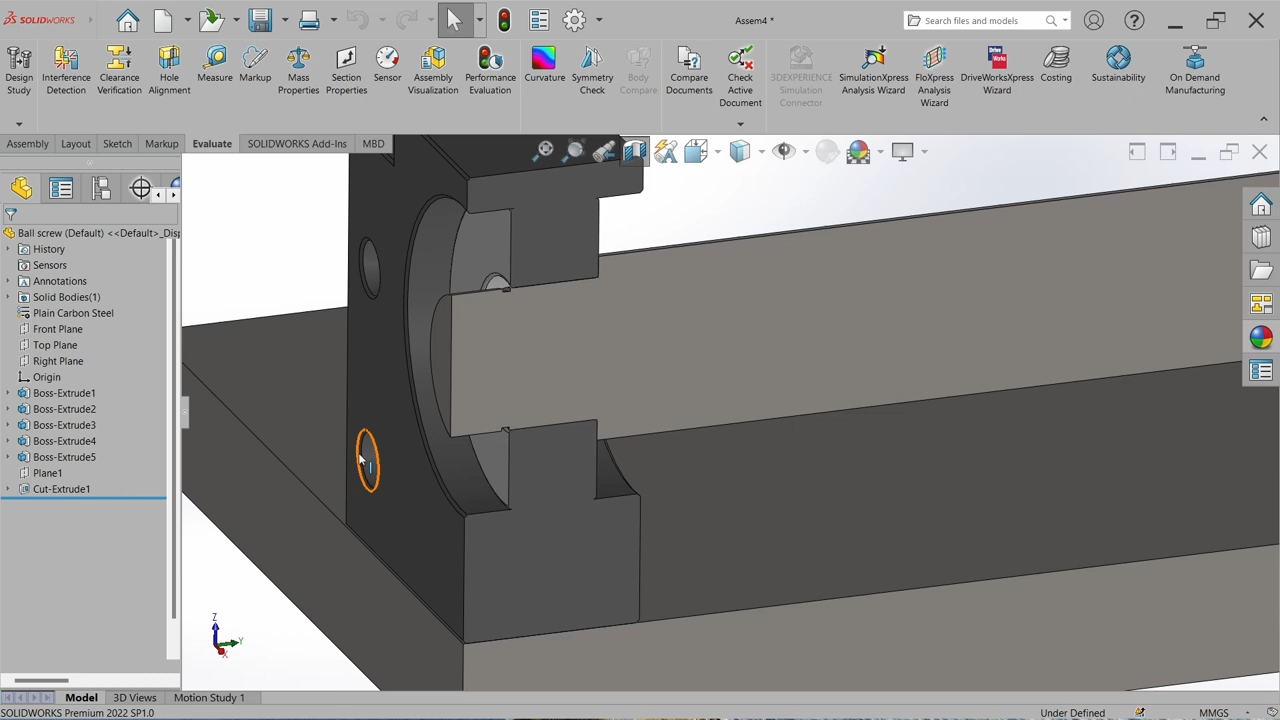 SOLIDWORKS
Assem4 *
Search files and models
Design Study
Interference Detection
Clearance Verification
Hole Alignment
Measure
Markup
Mass Properties
Section Properties
Sensor
Assembly Visualization
Performance Evaluation
Curvature
Symmetry Check
Body Compare
Compare Documents
Check Active Document
3DEXPERIENCE Simulation Connector
SimulationXpress Analysis Wizard
FloXpress Analysis Wizard
DriveWorksXpress Wizard
Costing
Sustainability
On Demand Manufacturing
Assembly
Layout
Sketch
Markup
Evaluate
SOLIDWORKS Add-Ins
MBD
Ball screw (Default) <<Default>_Disp
History
Sensors
Annotations
Solid Bodies(1)
Plain Carbon Steel
Front Plane
Top Plane
Right Plane
Origin
Boss-Extrude1
Boss-Extrude2
Boss-Extrude3
Boss-Extrude4
Boss-Extrude5
Plane1
Cut-Extrude1
Z
Y
X
Model
3D Views
Motion Study 1
SOLIDWORKS Premium 2022 SP1.0
Under Defined
MMGS